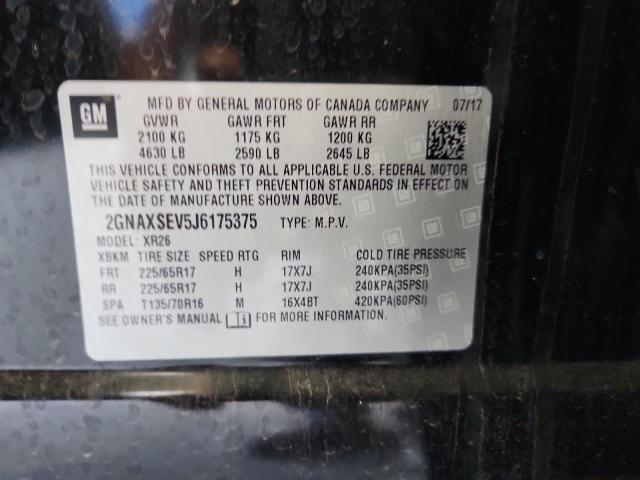 GM
MFD BY GENERAL MOTORS OF CANADA COMPANY 07/17
GVWR GAWR FRT GAWR RR
2100 KG 1175 KG 1200 KG
4630 LB 2590 LB 2645 LB
THIS VEHICLE CONFORMS TO ALL APPLICABLE U.S. FEDERAL MOTOR
VEHICLE SAFETY AND THEFT PREVENTION STANDARDS IN EFFECT ON
THE DATE OF MANUFACTURE SHOWN ABOVE.
2GNAXSEV5J6175375 TYPE: M.P.V.
MODEL: XR26
XBKM TIRE SIZE SPEED RTG RIM COLD TIRE PRESSURE
FRT 225/65R17 H 17X7J 240KPA(35PSI)
RR 225/65R17 H 17X7J 240KPA(35PSI)
SPA T135/70R16 M 16X4BT 420KPA(60PSI)
SEE OWNER'S MANUAL FOR MORE INFORMATION.